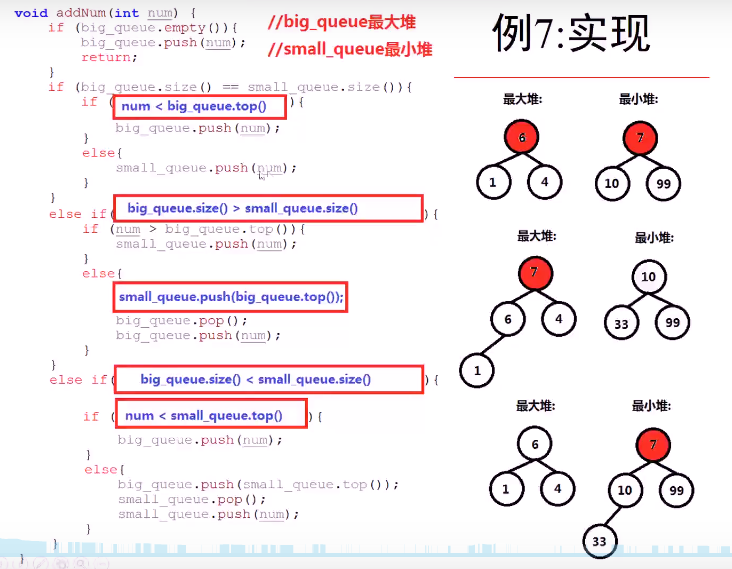 void addNum(int num) {
if (big_queue.empty()){
big_queue.push(num);
return;
}
if (big_queue.size() == small_queue.size()){
if ( num < big_queue.top() ){
big_queue.push(num);
}
else{
small_queue.push(num);
}
}
else if( big_queue.size() > small_queue.size() ){
if (num > big_queue.top()){
small_queue.push(num);
}
else{
small_queue.push(big_queue.top());
big_queue.pop();
big_queue.push(num);
}
}
else if( big_queue.size() < small_queue.size() ){
if ( num < small_queue.top() ){
big_queue.push(num);
}
else{
big_queue.push(small_queue.top());
small_queue.pop();
small_queue.push(num);
}
}
}
//big_queue最大堆
//small_queue最小堆
例7:实现
最大堆: 最小堆:
6 7
1 4 10 99
最大堆: 最小堆:
7 10
6 4 33 99
1
最大堆: 最小堆:
6 7
1 4 10 99
33